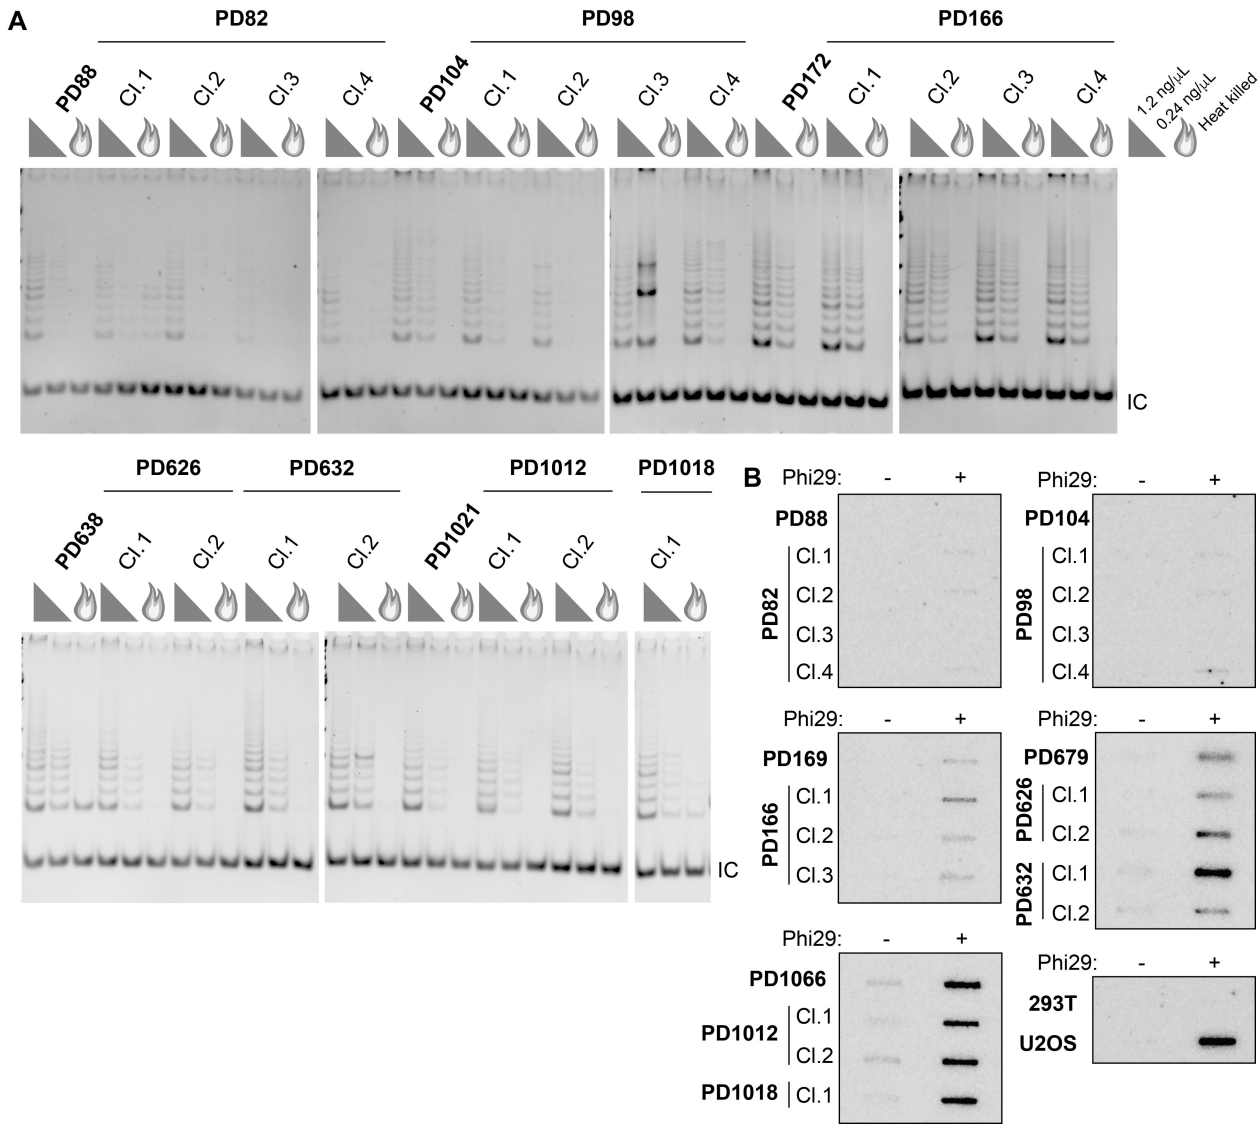 A
PD82
PD98
PD166
PD88
Cl.1
Cl.2
Cl.3
Cl.4
PD104
Cl.1
Cl.2
Cl.3
Cl.4
PD172
Cl.1
Cl.2
Cl.3
Cl.4
1.2 ng/µL
0.24 ng/µL
Heat killed
IC
PD626
PD632
PD1012
PD1018
PD638
Cl.1
Cl.2
Cl.1
Cl.2
PD1021
Cl.1
Cl.2
Cl.1
IC
B
Phi29: - +
PD88
PD82
Cl.1
Cl.2
Cl.3
Cl.4
Phi29: - +
PD104
PD98
Cl.1
Cl.2
Cl.3
Cl.4
Phi29: - +
PD169
PD166
Cl.1
Cl.2
Cl.3
Phi29: - +
PD679
PD626
Cl.1
Cl.2
PD632
Cl.1
Cl.2
Phi29: - +
PD1066
PD1012
Cl.1
Cl.2
PD1018
Cl.1
Phi29: - +
293T
U2OS